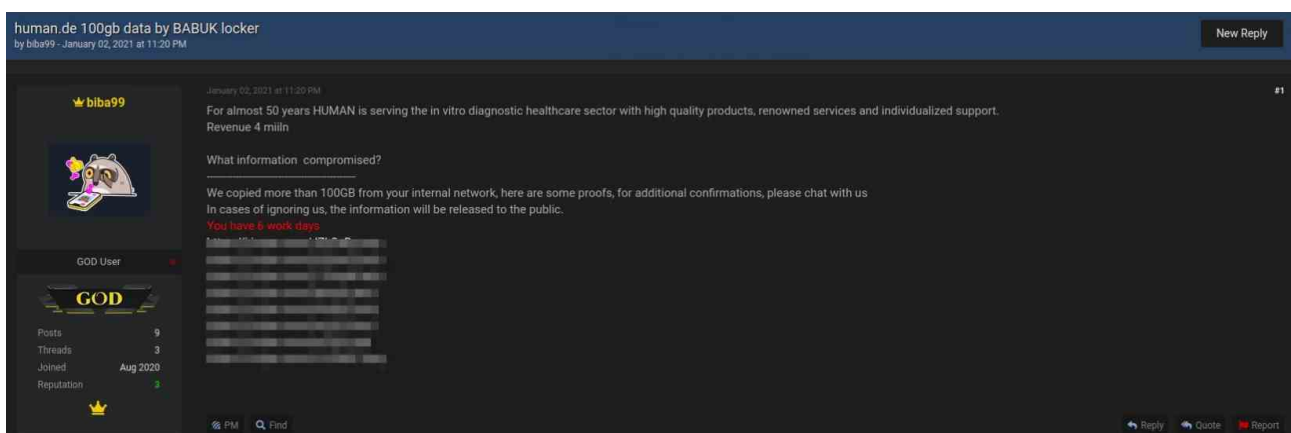 human.de 100gb data by BABUK locker
by biba99 - January 02, 2021 at 11:20 PM
New Reply
biba99
GOD User
GOD
Posts 9
Threads 3
Joined Aug 2020
Reputation 3
January 02, 2021 at 11:20 PM
#1
For almost 50 years HUMAN is serving the in vitro diagnostic healthcare sector with high quality products, renowned services and individualized support.
Revenue 4 miiln
What information compromised?
----------------------------------------------
We copied more than 100GB from your internal network, here are some proofs, for additional confirmations, please chat with us
In cases of ignoring us, the information will be released to the public.
You have 6 work days
PM
Find
Reply
Quote
Report